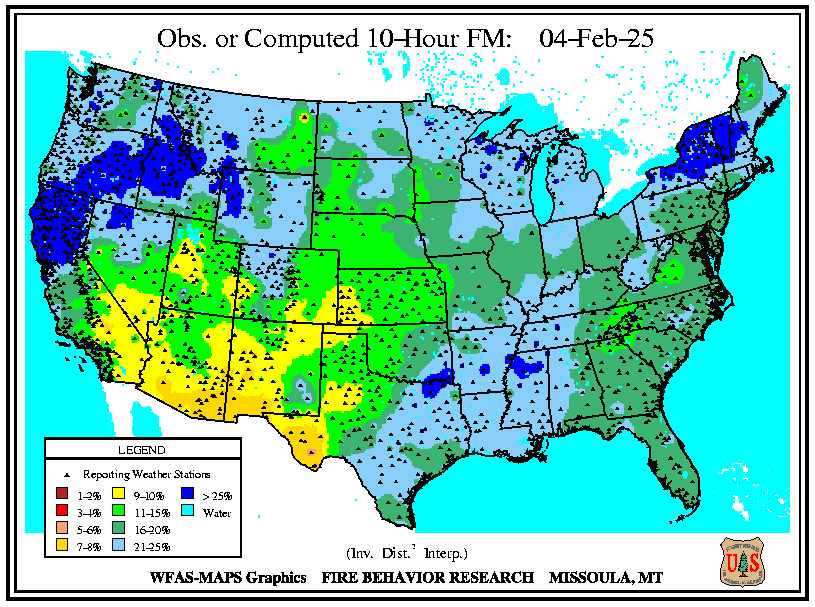 Obs. or Computed 10-Hour FM: 04-Feb-25
LEGEND
Reporting Weather Stations
1-2% 9-10% > 25%
3-4% 11-15% Water
5-6% 16-20%
7-8% 21-25%
(Inv. Dist.² Interp.)
WFAS-MAPS Graphics FIRE BEHAVIOR RESEARCH MISSOULA, MT
U S